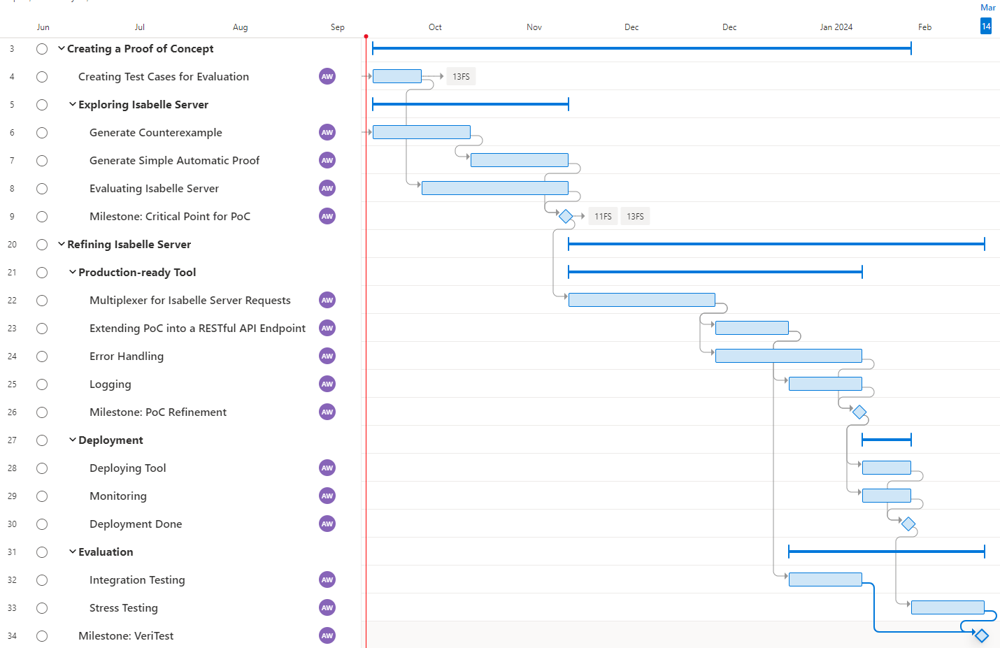 Mar
Jun Jul Aug Sep Oct Nov Dec Dec Jan 2024 Feb 14
3 Creating a Proof of Concept
4 Creating Test Cases for Evaluation AW 13FS
5 Exploring Isabelle Server
6 Generate Counterexample AW
7 Generate Simple Automatic Proof AW
8 Evaluating Isabelle Server AW
9 Milestone: Critical Point for PoC AW 11FS 13FS
20 Refining Isabelle Server
21 Production-ready Tool
22 Multiplexer for Isabelle Server Requests AW
23 Extending PoC into a RESTful API Endpoint AW
24 Error Handling AW
25 Logging AW
26 Milestone: PoC Refinement AW
27 Deployment
28 Deploying Tool AW
29 Monitoring AW
30 Deployment Done AW
31 Evaluation
32 Integration Testing AW
33 Stress Testing AW
34 Milestone: VeriTest AW